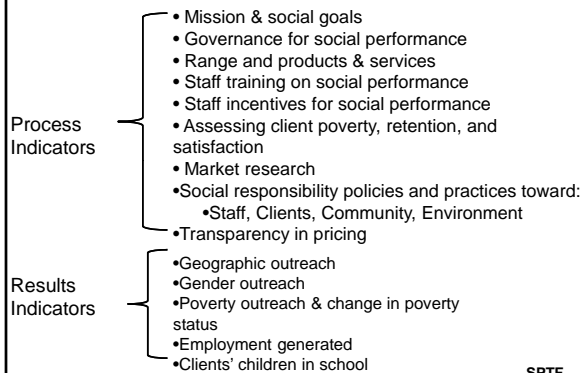 • Mission & social goals
• Governance for social performance
• Range and products & services
• Staff training on social performance
• Staff incentives for social performance
Process
Indicators
• Assessing client poverty, retention, and
satisfaction
• Market research
•Social responsibility policies and practices toward:
•Staff, Clients, Community, Environment
•Transparency in pricing
Results
Indicators
•Geographic outreach
•Gender outreach
•Poverty outreach & change in poverty
status
•Employment generated
•Clients' children in school